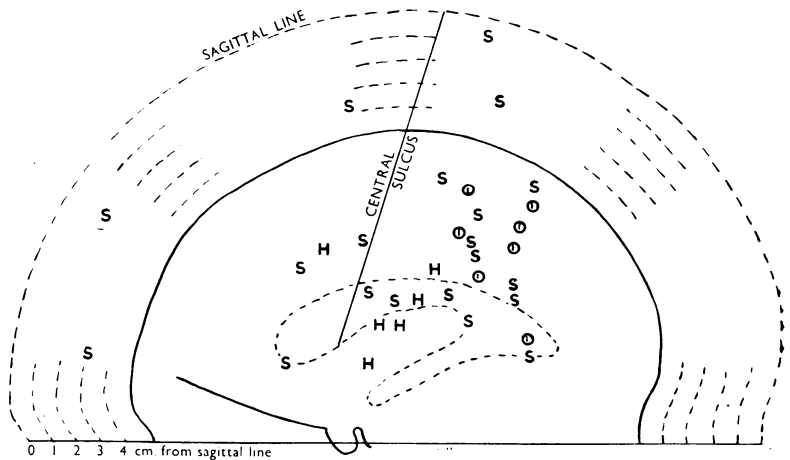 SAGITTAL LINE
S
S S
CENTRAL
SULCUS
S
S
S S
S S
H
S
S H
S
S S
S H S
S
H H
S
S
S H
0 1 2 3 4 cm. from sagittal line